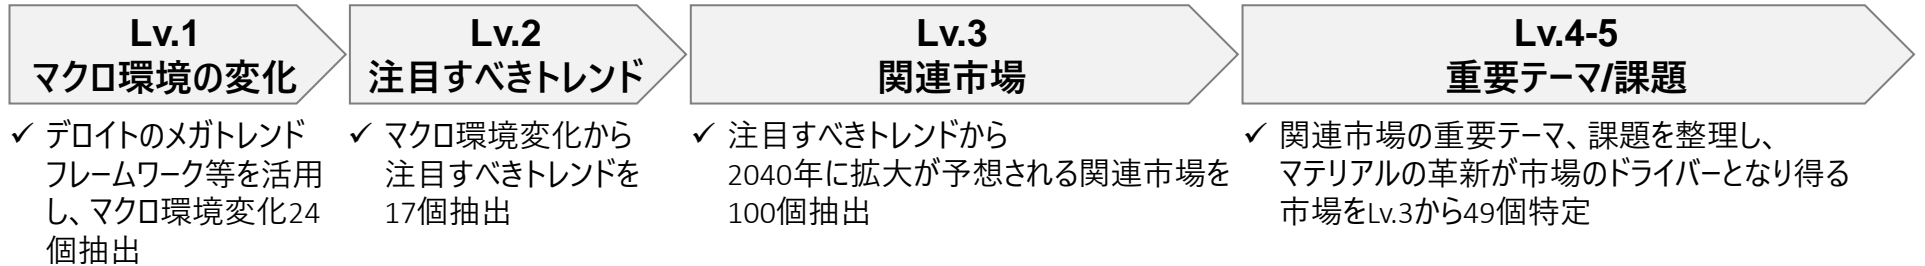 Lv.1
マクロ環境の変化
✓ デロイトのメガトレンド
フレームワーク等を活用
し、マクロ環境変化24
個抽出
Lv.2
注目すべきトレンド
✓ マクロ環境変化から
注目すべきトレンドを
17個抽出
Lv.3
関連市場
✓ 注目すべきトレンドから
2040年に拡大が予想される関連市場を
100個抽出
Lv.4-5
重要テーマ/課題
✓ 関連市場の重要テーマ、課題を整理し、
マテリアルの革新が市場のドライバーとなり得る
市場をLv.3から49個特定